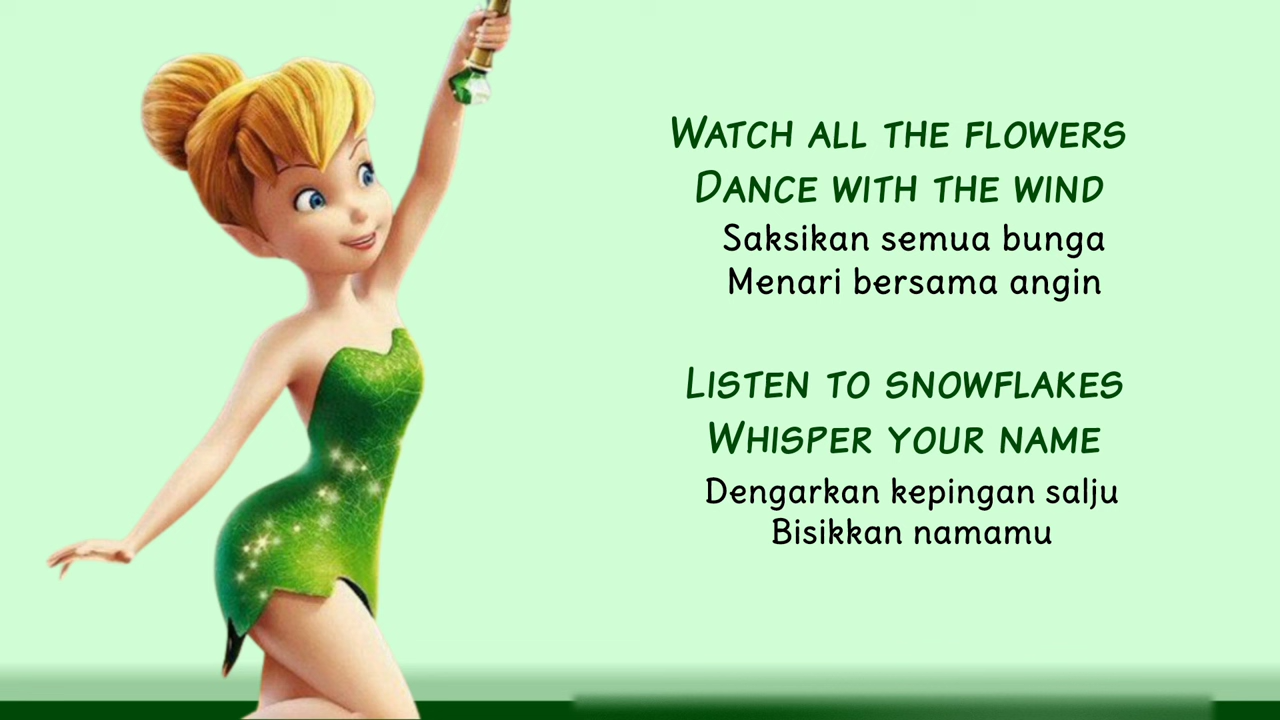 Watch all the flowers
Dance with the wind
Saksikan semua bunga
Menari bersama angin
Listen to snowflakes
Whisper your name
Dengarkan kepingan salju
Bisikkan namamu